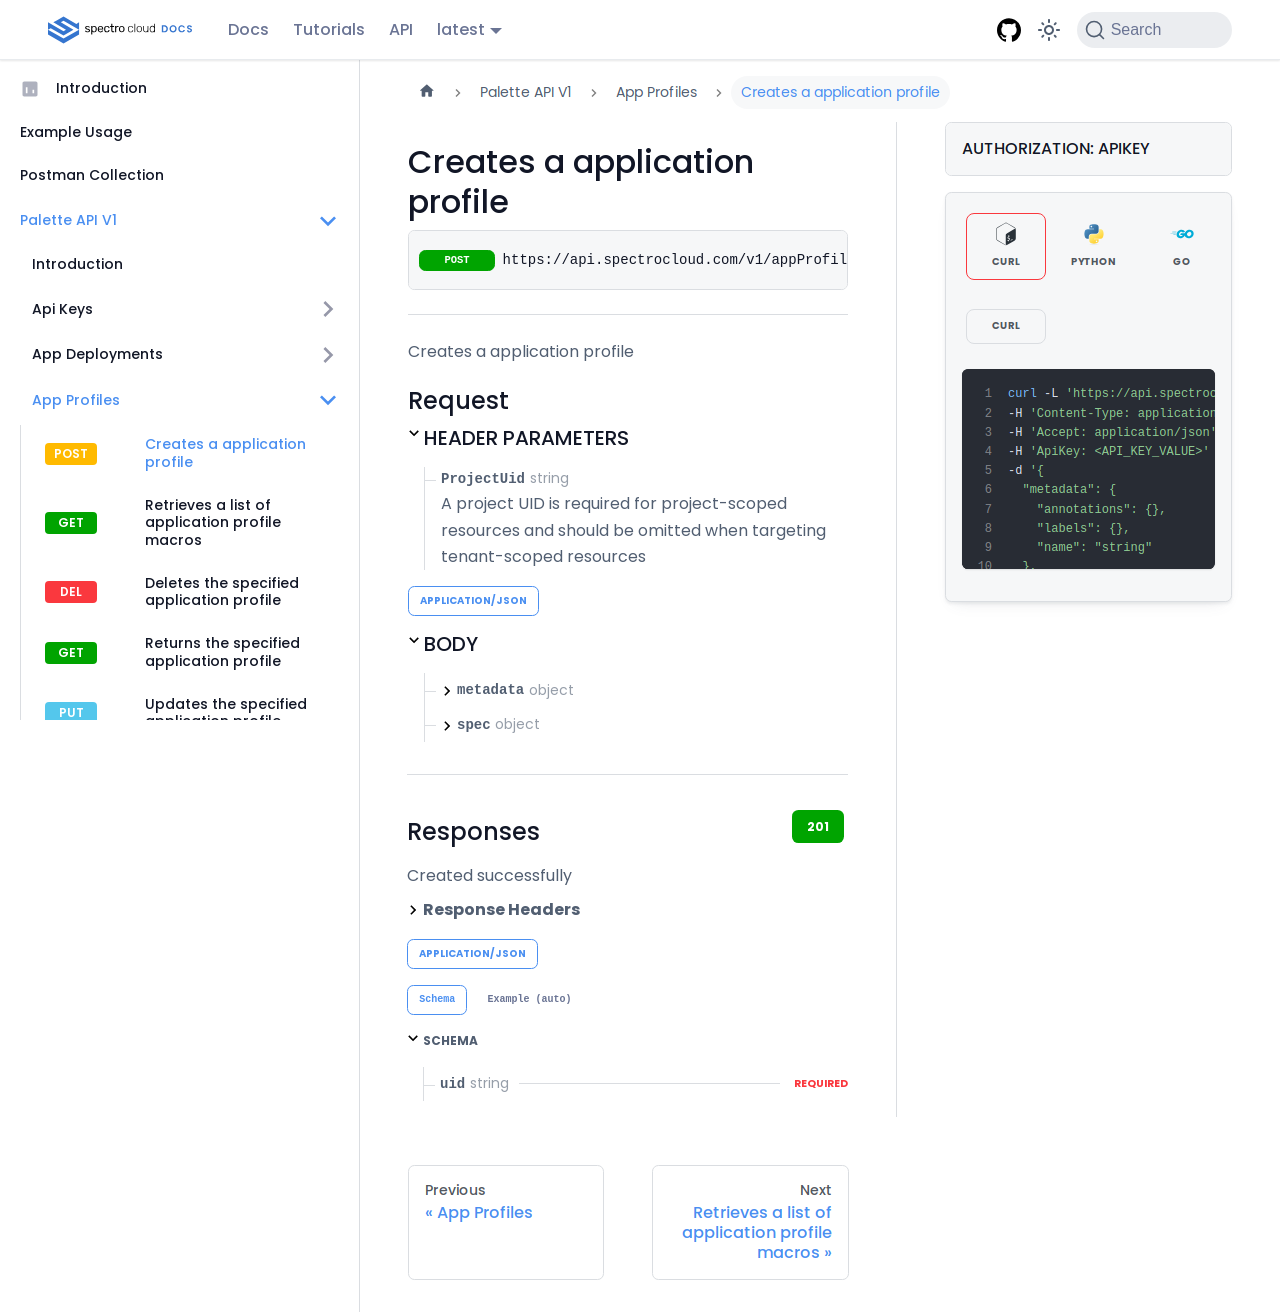 spectro cloud DOCS
Docs
Tutorials
API
latest
Search
Introduction
Example Usage
Postman Collection
Palette API V1
Introduction
Api Keys
App Deployments
App Profiles
POST
Creates a application
profile
GET
Retrieves a list of
application profile
macros
DEL
Deletes the specified
application profile
GET
Returns the specified
application profile
PUT
Updates the specified
application profile
Palette API V1
App Profiles
Creates a application profile
Creates a application
profile
POST
https://api.spectrocloud.com/v1/appProfil
Creates a application profile
Request
HEADER PARAMETERS
ProjectUid string
A project UID is required for project-scoped
resources and should be omitted when targeting
tenant-scoped resources
APPLICATION/JSON
BODY
metadata object
spec object
Responses
201
Created successfully
Response Headers
APPLICATION/JSON
Schema
Example (auto)
SCHEMA
uid string
REQUIRED
Previous
« App Profiles
Next
Retrieves a list of
application profile
macros »
AUTHORIZATION: APIKEY
CURL
PYTHON
GO
CURL
1 curl -L 'https://api.spectroc
2 -H 'Content-Type: application
3 -H 'Accept: application/json'
4 -H 'ApiKey: <API_KEY_VALUE>'
5 -d '{
6 "metadata": {
7 "annotations": {},
8 "labels": {},
9 "name": "string"
10 },